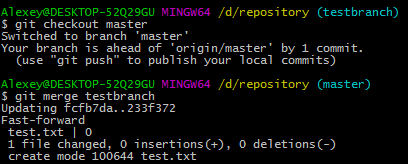 Alexey@DESKTOP-52Q29GU MINGW64 /d/repository (testbranch)
$ git checkout master
Switched to branch 'master'
Your branch is ahead of 'origin/master' by 1 commit.
  (use "git push" to publish your local commits)

Alexey@DESKTOP-52Q29GU MINGW64 /d/repository (master)
$ git merge testbranch
Updating fcfb7da..233f372
Fast-forward
 test.txt | 0
 1 file changed, 0 insertions(+), 0 deletions(-)
 create mode 100644 test.txt